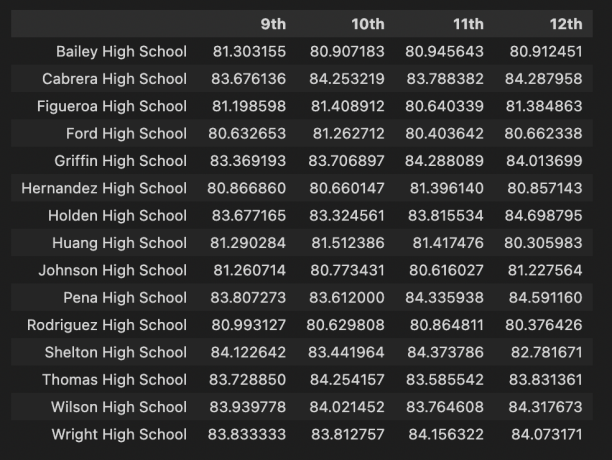 9th 10th 11th 12th
Bailey High School 81.303155 80.907183 80.945643 80.912451
Cabrera High School 83.676136 84.253219 83.788382 84.287958
Figueroa High School 81.198598 81.408912 80.640339 81.384863
Ford High School 80.632653 81.262712 80.403642 80.662338
Griffin High School 83.369193 83.706897 84.288089 84.013699
Hernandez High School 80.866860 80.660147 81.396140 80.857143
Holden High School 83.677165 83.324561 83.815534 84.698795
Huang High School 81.290284 81.512386 81.417476 80.305983
Johnson High School 81.260714 80.773431 80.616027 81.227564
Pena High School 83.807273 83.612000 84.335938 84.591160
Rodriguez High School 80.993127 80.629808 80.864811 80.376426
Shelton High School 84.122642 83.441964 84.373786 82.781671
Thomas High School 83.728850 84.254157 83.585542 83.831361
Wilson High School 83.939778 84.021452 83.764608 84.317673
Wright High School 83.833333 83.812757 84.156322 84.073171